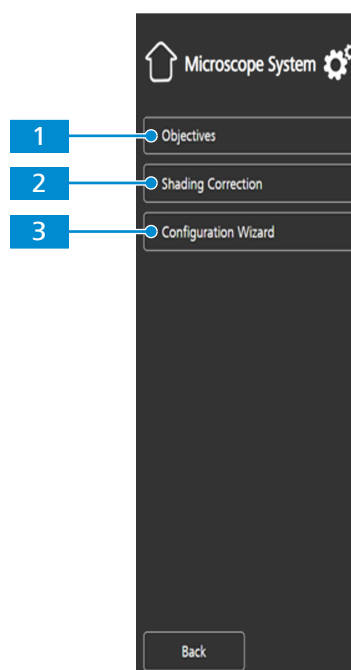 Microscope System
1 Objectives
2 Shading Correction
3 Configuration Wizard
Back